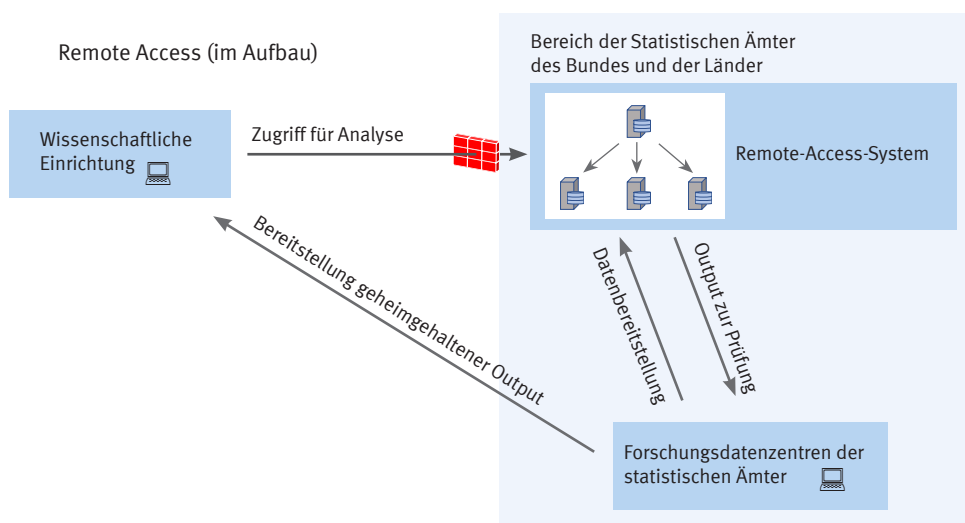 Remote Access (im Aufbau)
Bereich der Statistischen Ämter
des Bundes und der Länder
Wissenschaftliche
Einrichtung
Zugriff für Analyse
Remote-Access-System
Bereitstellung geheimgehaltener Output
Datenbereitstellung
Output zur Prüfung
Forschungsdatenzentren der
statistischen Ämter